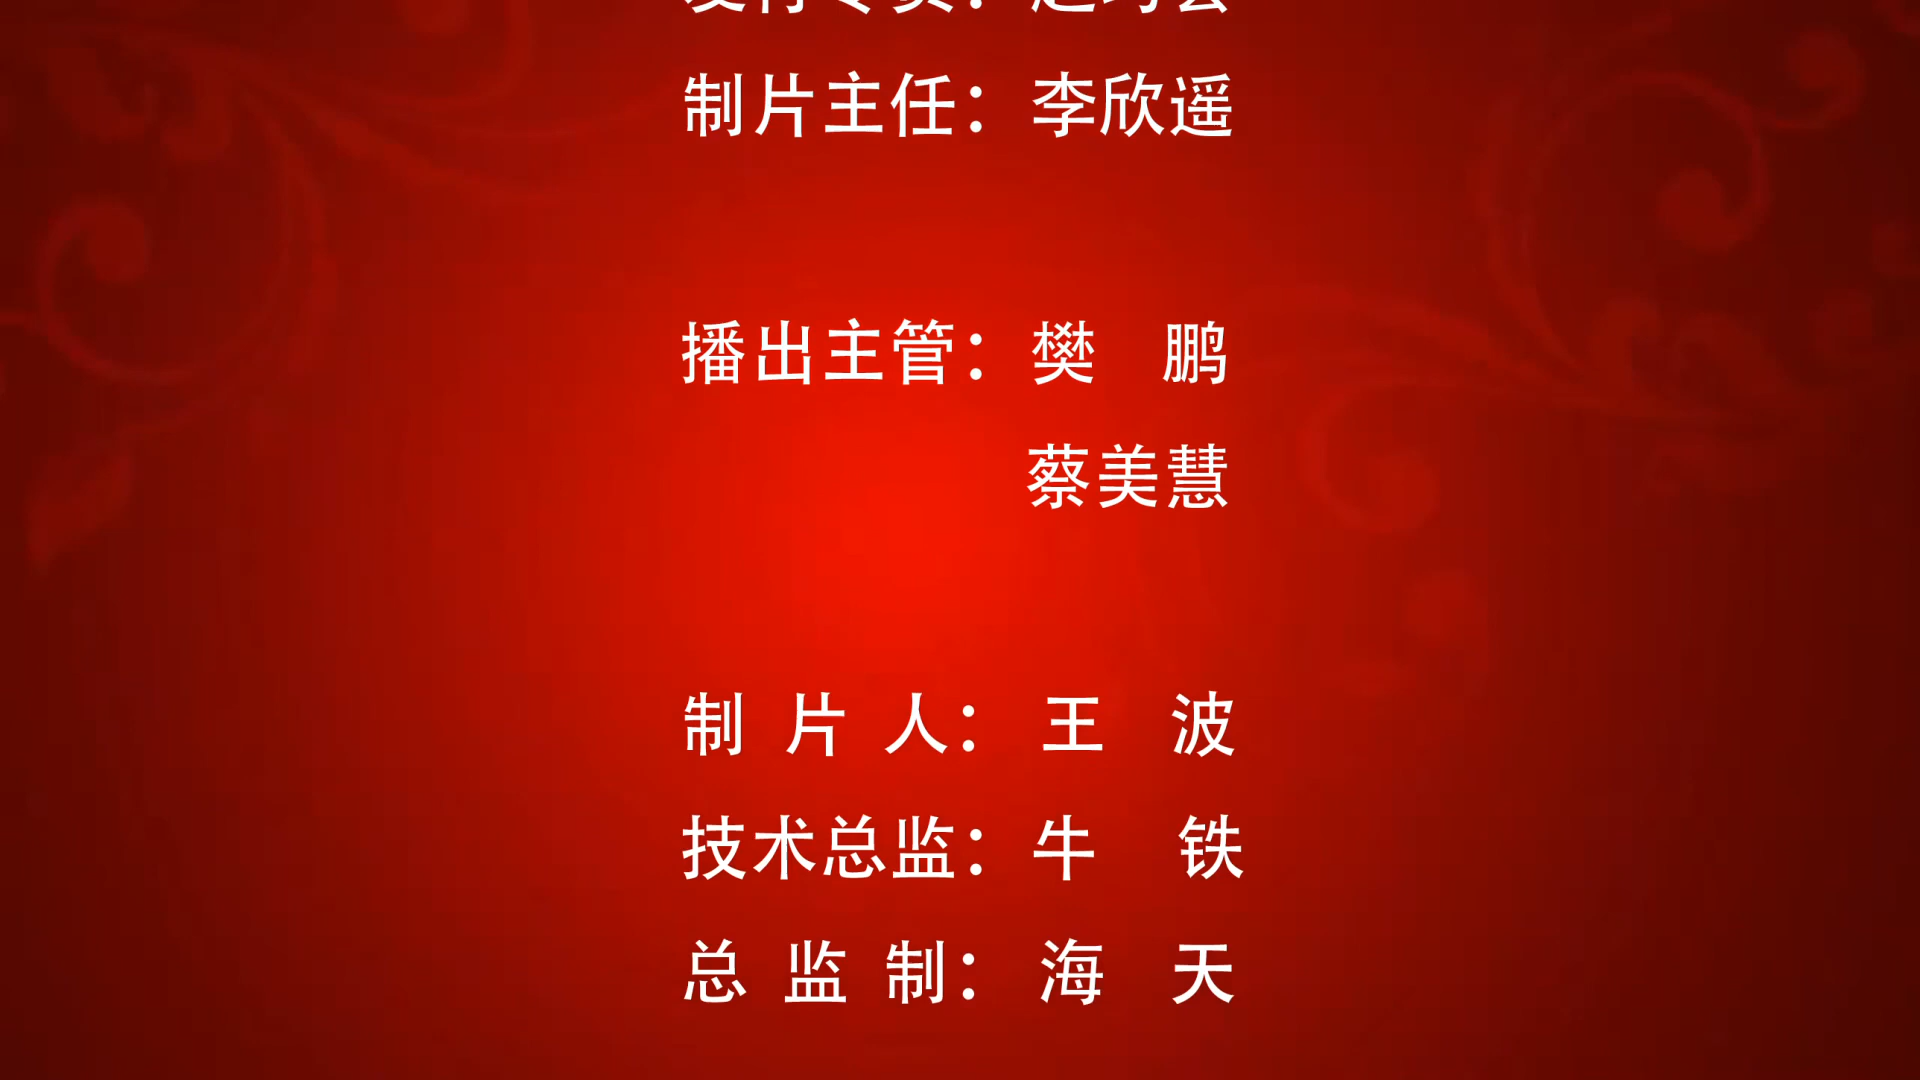 制片主任：李欣遥
播出主管：樊 鹏
蔡美慧
制 片 人： 王 波
技术总监：牛 铁
总 监 制： 海 天